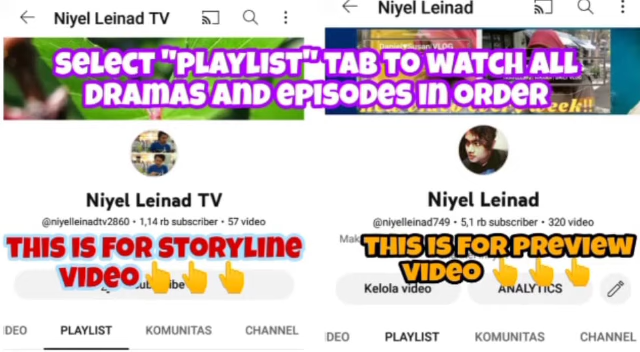 Niyel Leinad TV
Niyel Leinad
SELECT "PLAYLIST" TAB TO WATCH ALL
DRAMAS AND EPISODES IN ORDER
Niyel Leinad TV
@niyelleinadtv2860 • 1,14 rb subscriber • 57 video
THIS IS FOR STORYLINE
VIDEO👆👆👆
PLAYLIST
KOMUNITAS
CHANNEL
Niyel Leinad
@niyelleinad749 • 5,1 rb subscriber • 320 video
THIS IS FOR PREVIEW
VIDEO 👆👆👆
Kelola video
ANALYTICS
PLAYLIST
KOMUNITAS
CHANNEL